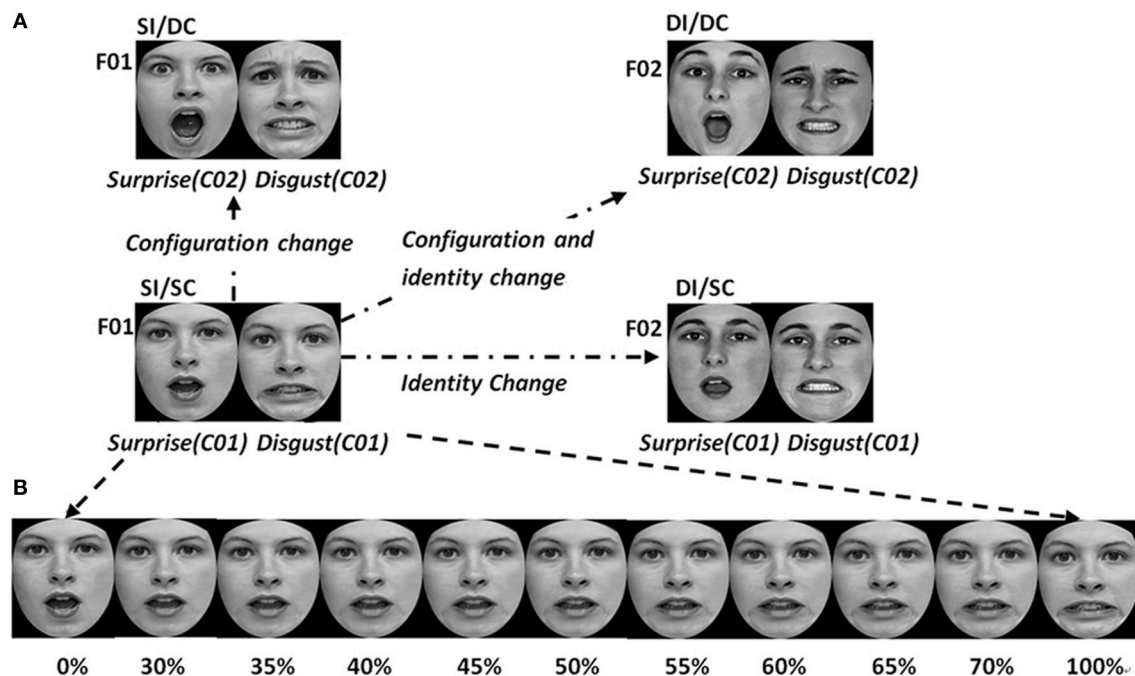 A
SI/DC
DI/DC
F01
F02
Surprise(C02) Disgust(C02)
Surprise(C02) Disgust(C02)
Configuration change
Configuration and
identity change
SI/SC
DI/SC
F01
F02
Identity Change
Surprise(C01) Disgust(C01)
Surprise(C01) Disgust(C01)
B
0% 30% 35% 40% 45% 50% 55% 60% 65% 70% 100%